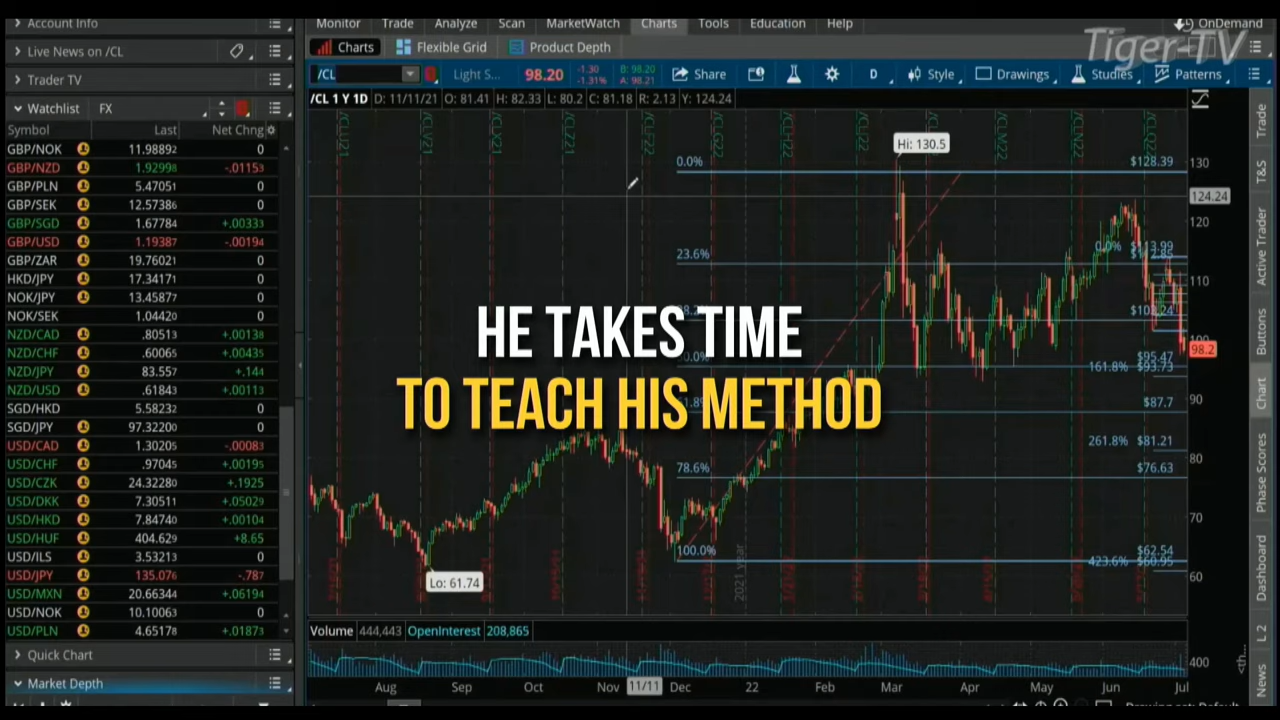 Account Info
Monitor Trade Analyze Scan MarketWatch Charts Tools Education Help
OnDemand
Tiger-TV
Live News on /CL
Charts Flexible Grid Product Depth
Trader TV
/CL Light S... 98.20 -1.30 -1.31% B: 98.20 A: 98.21 Share D Style Drawings Studies Patterns
Watchlist FX
/CL 1 Y 1D D: 11/11/21 O: 81.41 H: 82.33 L: 80.2 C: 81.18 R: 2.13 Y: 124.24
Symbol Last Net Chng
GBP/NOK 11.98892 0
GBP/NZD 1.92998 -.01153
GBP/PLN 5.47051 0
GBP/SEK 12.57386 0
GBP/SGD 1.67784 +.00333
GBP/USD 1.19387 -.00194
GBP/ZAR 19.76021 0
HKD/JPY 17.34171 0
NOK/JPY 13.45587 0
NOK/SEK 1.04420 0
NZD/CAD .80513 +.00138
NZD/CHF .60065 +.00435
NZD/JPY 83.557 +.144
NZD/USD .61843 +.00113
SGD/HKD 5.58232 0
SGD/JPY 97.32200 0
USD/CAD 1.30205 -.00083
USD/CHF .97045 +.00195
USD/CZK 24.32280 +.1925
USD/DKK 7.30511 +.05029
USD/HKD 7.84740 +.00104
USD/HUF 404.629 +8.65
USD/ILS 3.53213 0
USD/JPY 135.076 -.787
USD/MXN 20.66344 +.06194
USD/NOK 10.10063 0
USD/PLN 4.65178 +.01873
Quick Chart
Market Depth
Hi: 130.5
0.0% $128.39
130
124.24
120
0.0% $113.99
23.6%
110
HE TAKES TIME
TO TEACH HIS METHOD
98.2
$95.47
161.8% $93.73
90
$87.7
261.8% $81.21
80
78.6% $76.63
70
100.0% $62.54
423.6% $60.95
60
Lo: 61.74
2021 year
Volume 444,443 OpenInterest 208,865
400
Aug Sep Oct Nov 11/11 Dec 22 Feb Mar Apr May Jun Jul
Trade
T&S
Active Trader
Buttons
Chart
Phase Scores
Dashboard
L 2
News